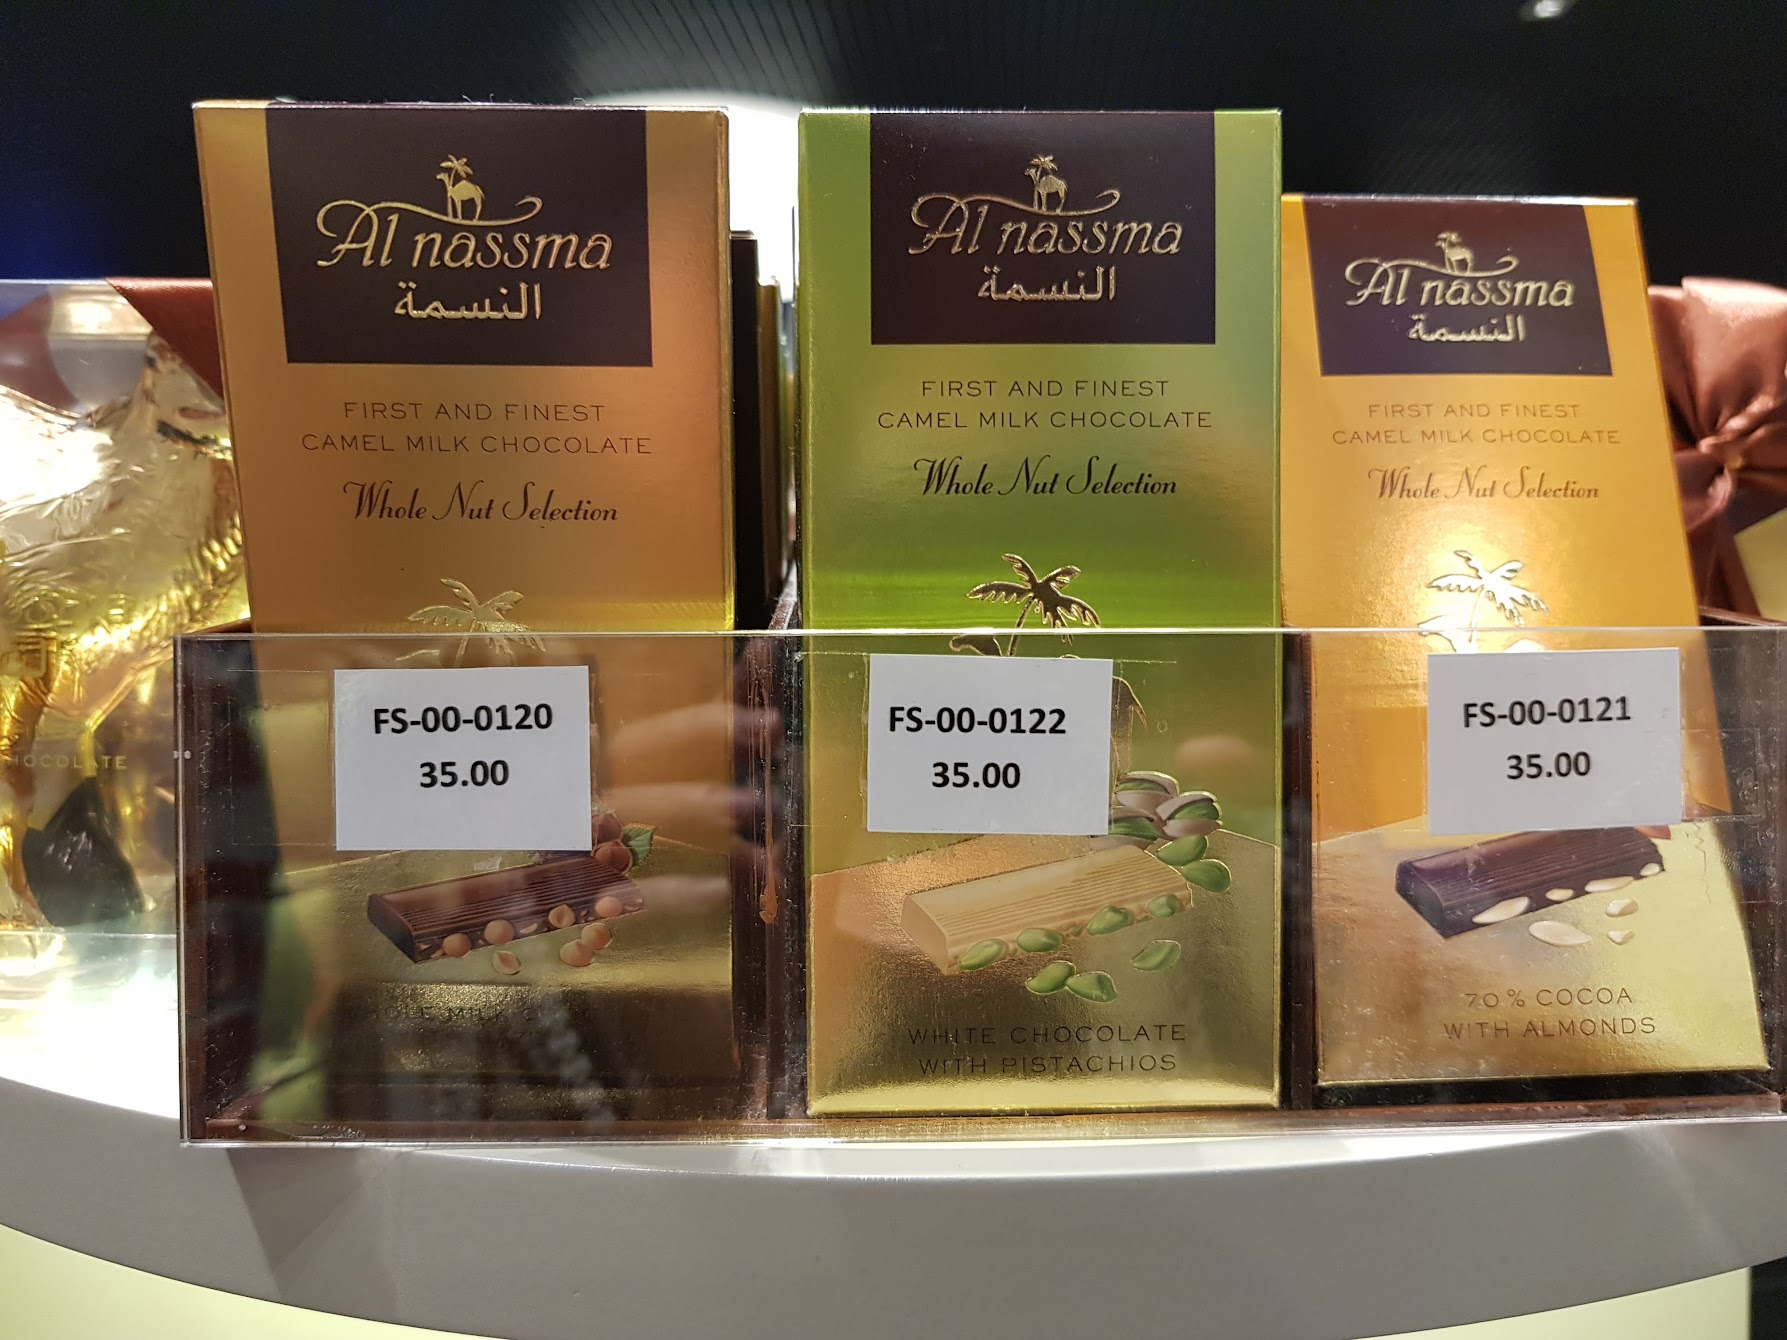 Al nassma
النسمة
FIRST AND FINEST
CAMEL MILK CHOCOLATE
Whole Nut Selection
FS-00-0120
35.00
WHOLE MILK
Al nassma
النسمة
FIRST AND FINEST
CAMEL MILK CHOCOLATE
Whole Nut Selection
FS-00-0122
35.00
WHITE CHOCOLATE
WITH PISTACHIOS
Al nassma
النسمة
FIRST AND FINEST
CAMEL MILK CHOCOLATE
Whole Nut Selection
FS-00-0121
35.00
70% COCOA
WITH ALMONDS